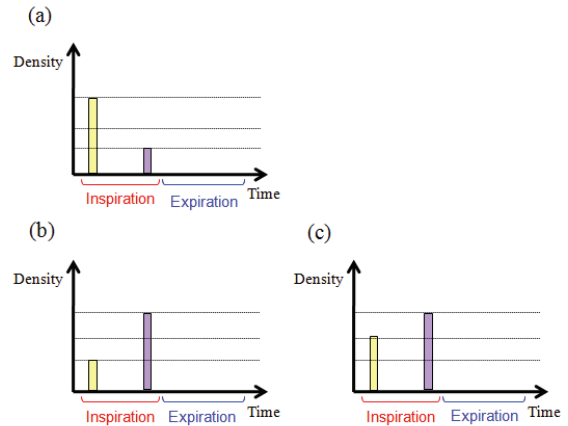 (a)
Density
Time
Inspiration Expiration
(b)
Density
Time
Inspiration Expiration
(c)
Density
Time
Inspiration Expiration